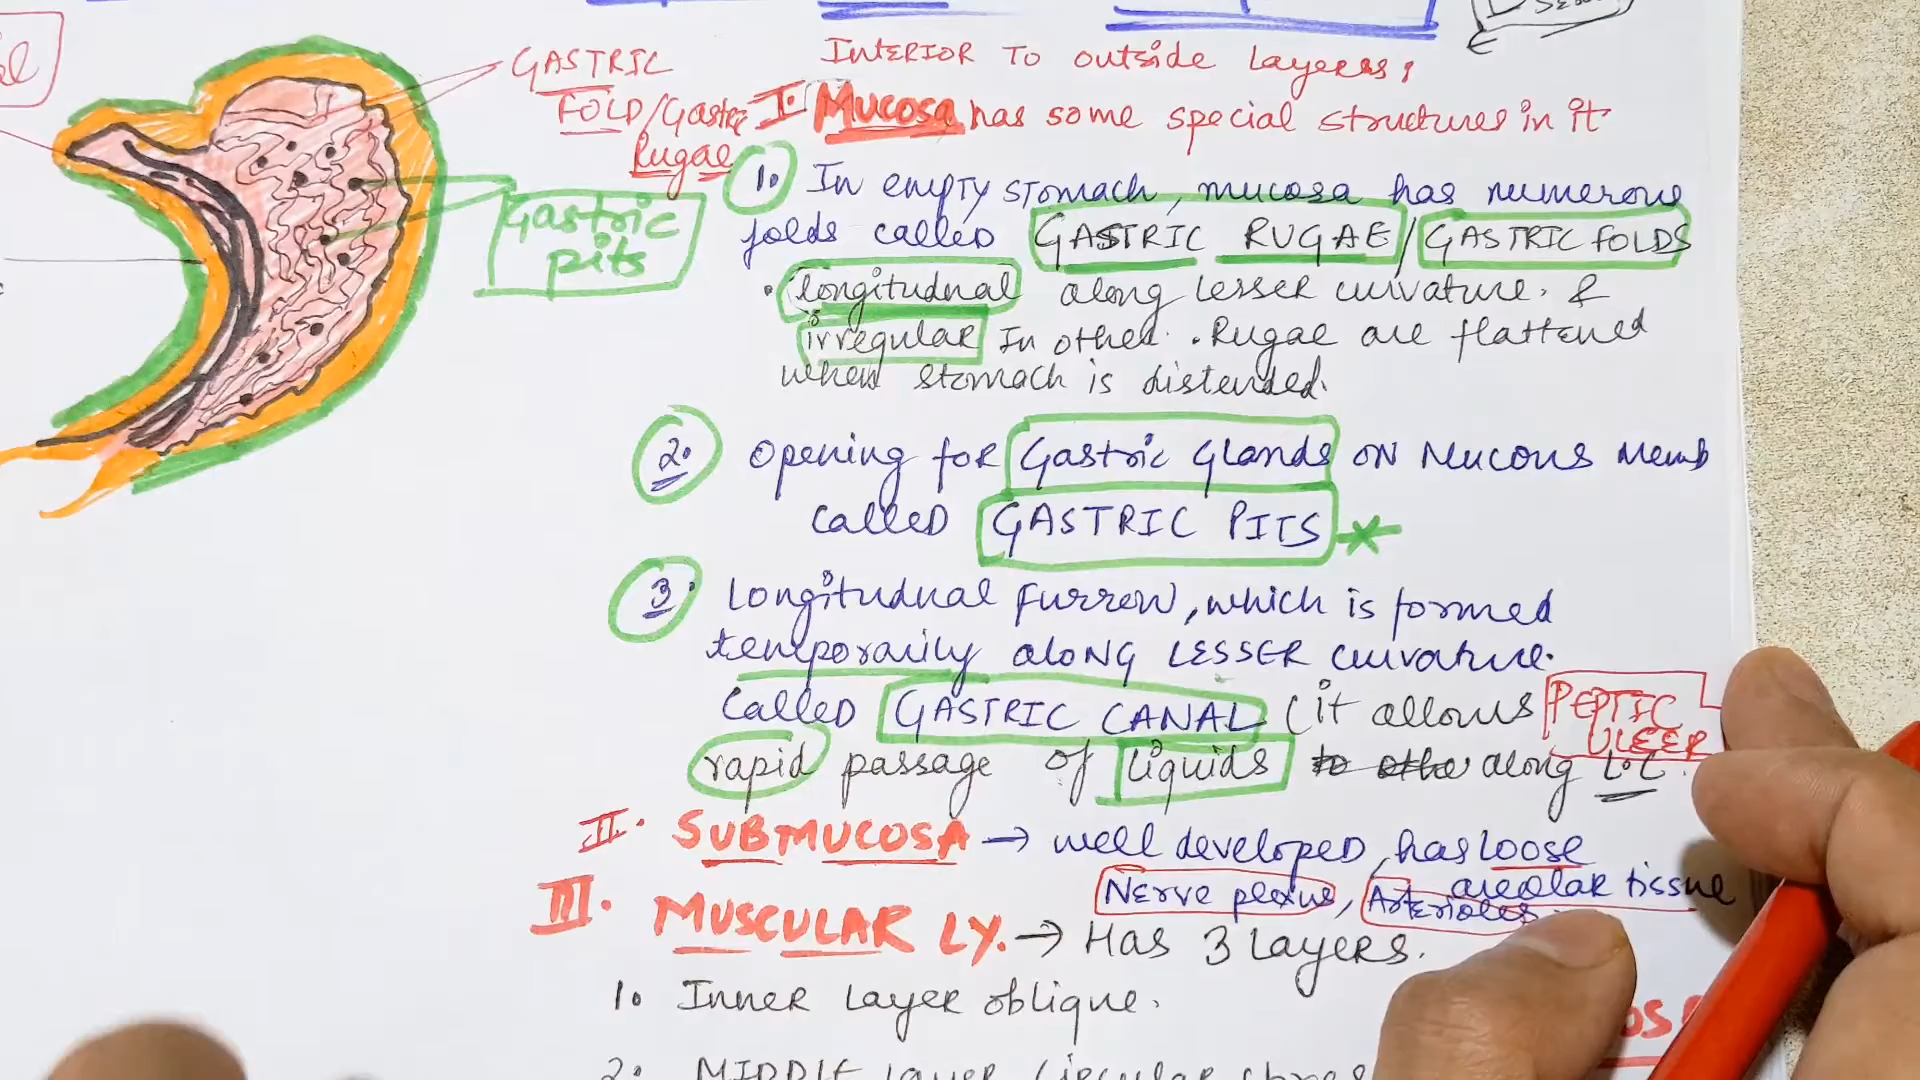 INTERIOR TO outside Layerss;
GASTRIC
FOLD/Gastric
Rugae
I. Mucosa has some special structures in it
1. In empty stomach, mucosa has numerous
folds called GASTRIC RUGAE / GASTRIC FOLDS
Gastric
pits
• longitudnal along lesser curvature. &
irregular In other. • Rugae are flattened
when stomach is distended.
2. Opening for Gastric Glands ON Mucous Memb
called GASTRIC PITS *
3. Longitudnal furrow, which is formed
temporarily along LESSER curvature.
called GASTRIC CANAL (it allows
PEPTIC
ULCER
rapid passage of liquids along L.C.
II. SUBMUCOSA → well developed, has loose
areolar tissue
Nerve plexus, Arterioles.
III. MUSCULAR LY. → Has 3 Layers.
1. Inner Layer oblique.
2. MIDDLE Layer